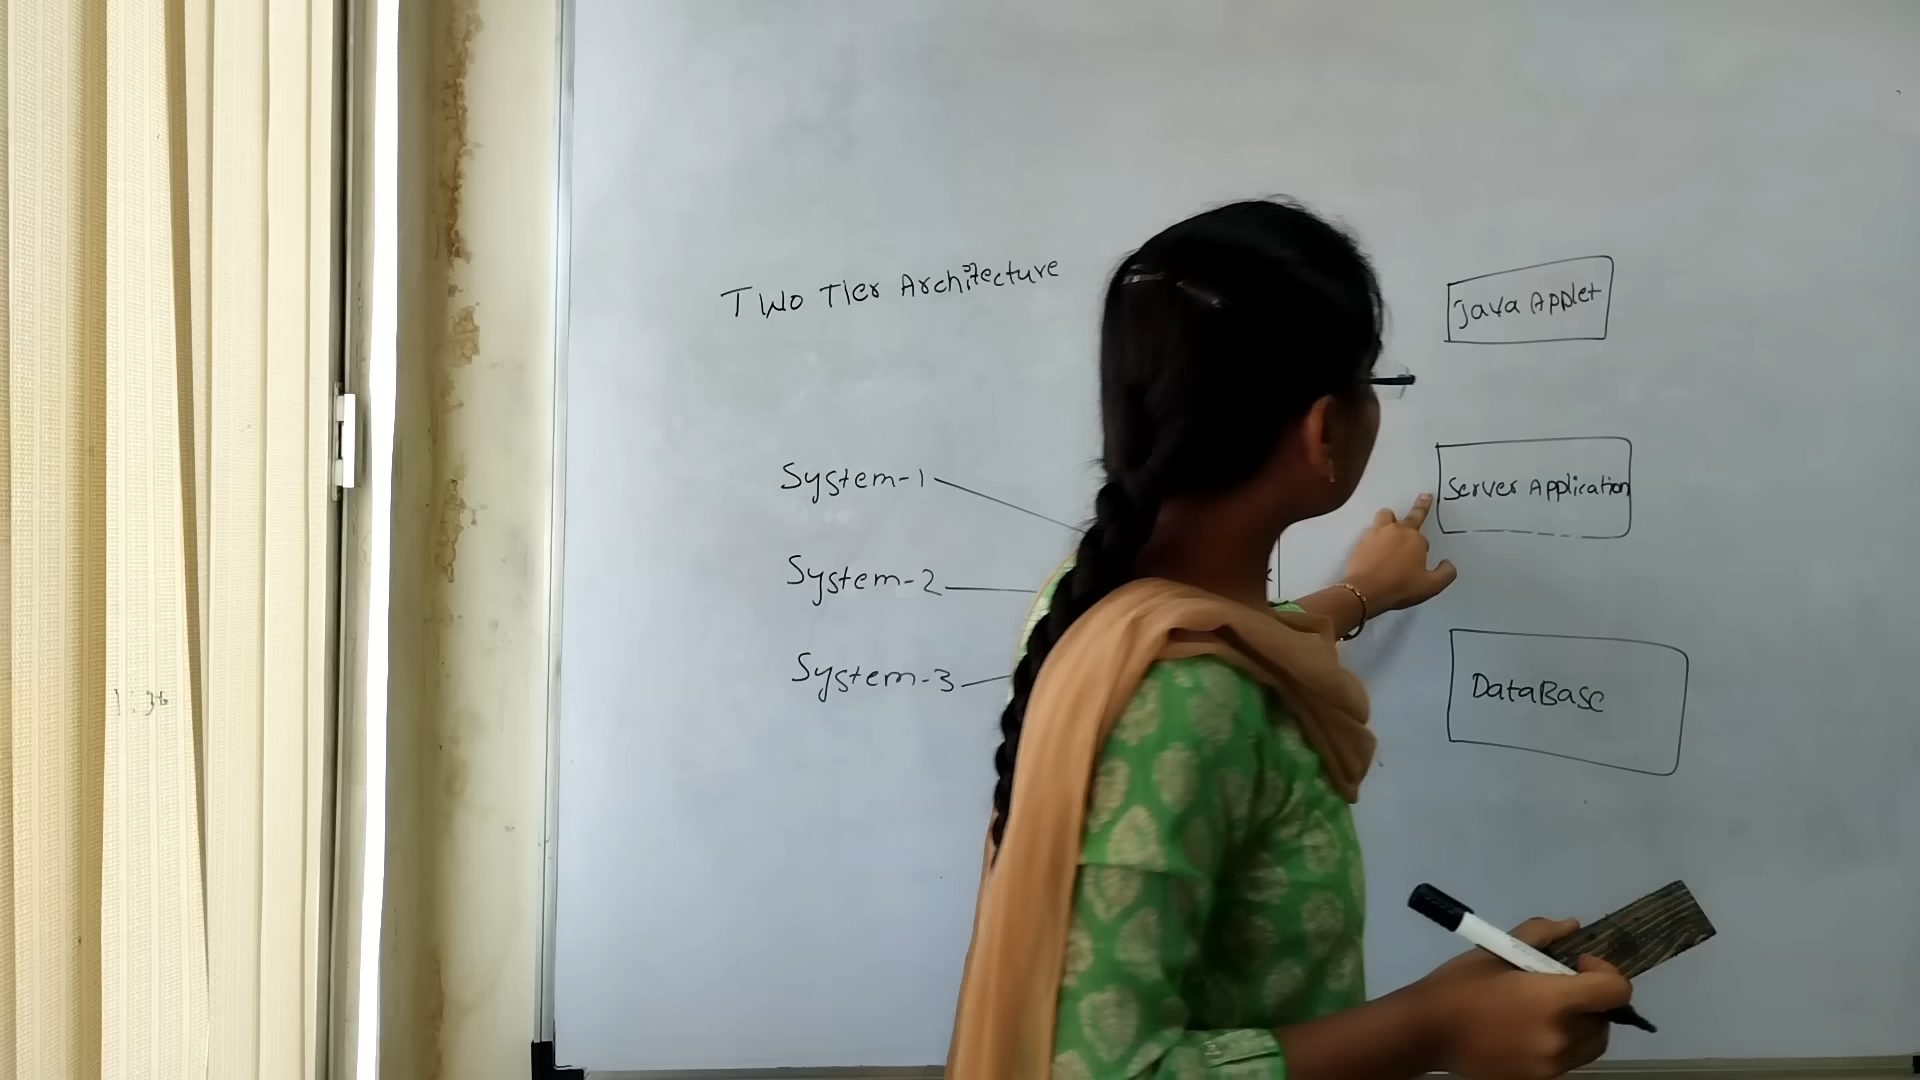 Two Tier Architecture
System-1
System-2
System-3
Java Applet
Server Application
DataBase